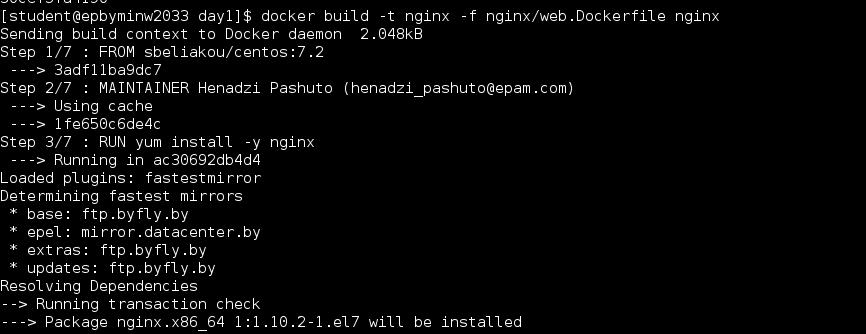 [student@epbyminw2033 day1]$ docker build -t nginx -f nginx/web.Dockerfile nginx
Sending build context to Docker daemon  2.048kB
Step 1/7 : FROM sbeliakou/centos:7.2
 ---> 3adf11ba9dc7
Step 2/7 : MAINTAINER Henadzi Pashuto (henadzi_pashuto@epam.com)
 ---> Using cache
 ---> 1fe650c6de4c
Step 3/7 : RUN yum install -y nginx
 ---> Running in ac30692db4d4
Loaded plugins: fastestmirror
Determining fastest mirrors
 * base: ftp.byfly.by
 * epel: mirror.datacenter.by
 * extras: ftp.byfly.by
 * updates: ftp.byfly.by
Resolving Dependencies
--> Running transaction check
---> Package nginx.x86_64 1:1.10.2-1.el7 will be installed